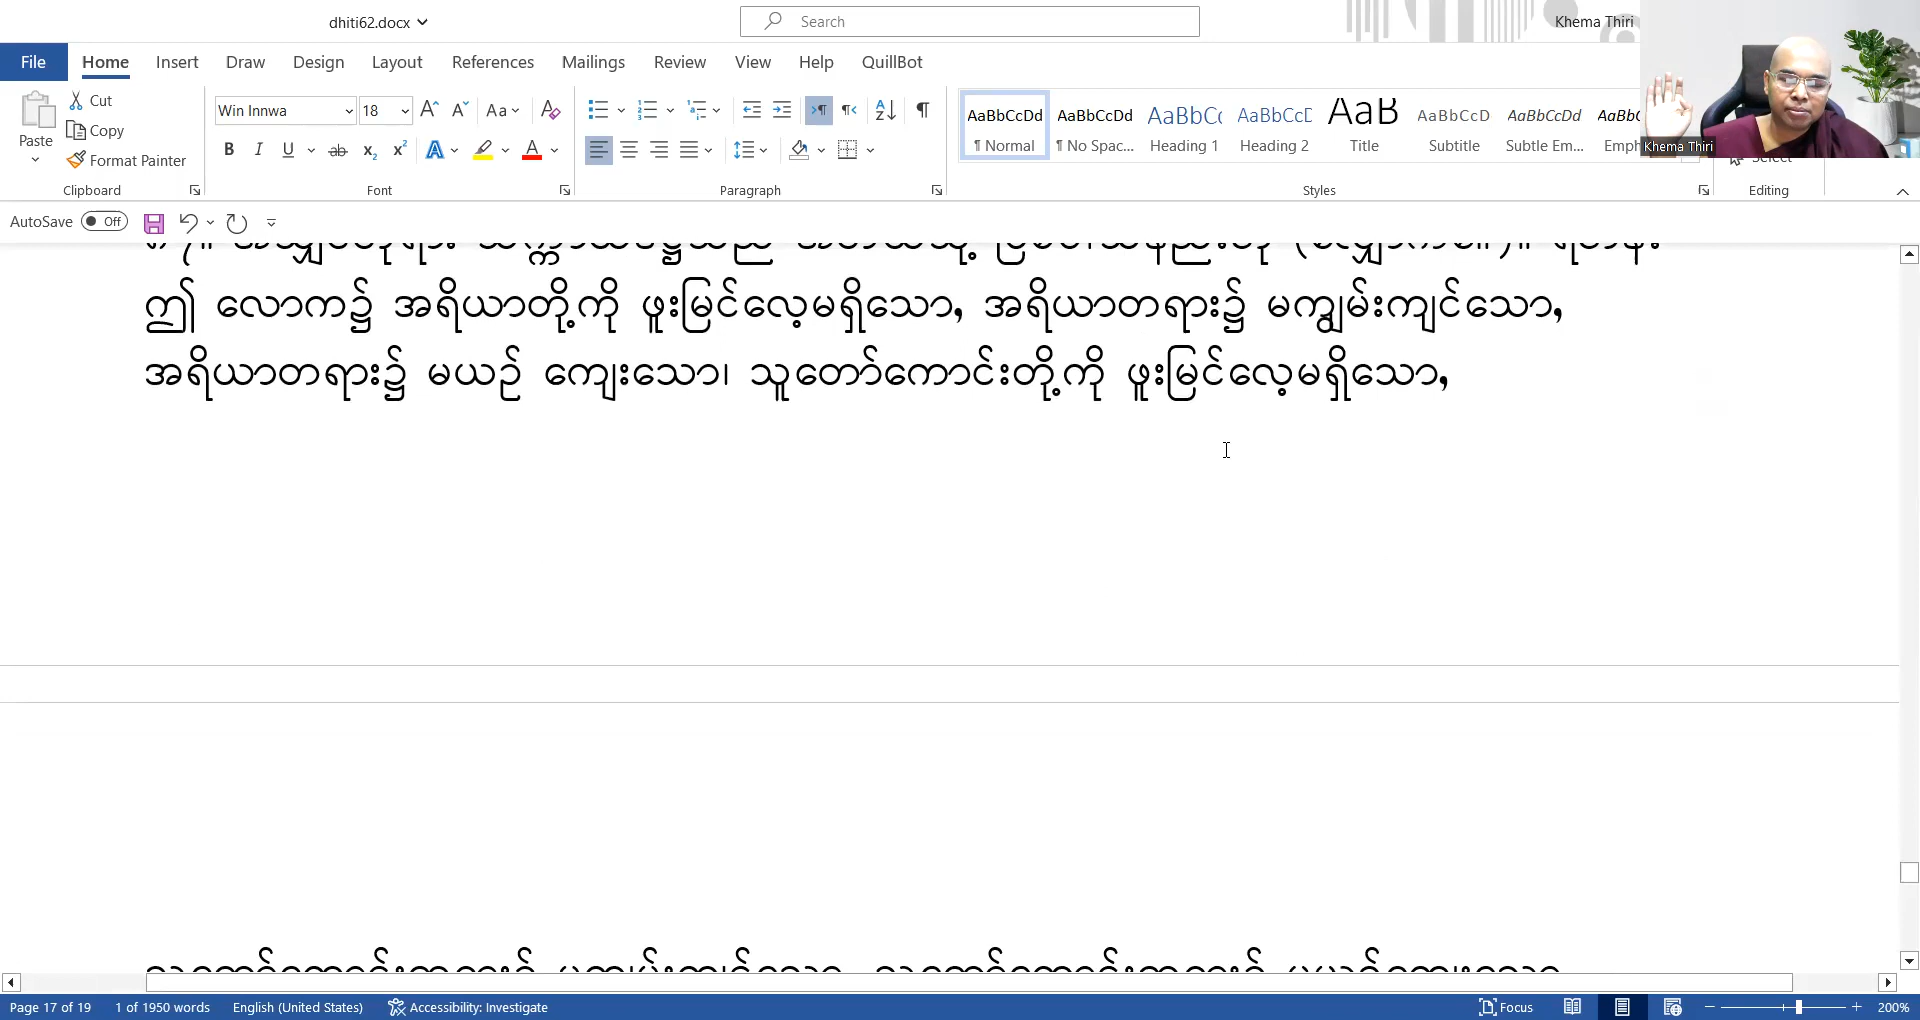 dhiti62.docx
Search
Khema Thiri
File Home Insert Draw Design Layout References Mailings Review View Help QuillBot
Paste
Cut
Copy
Format Painter
Clipboard
Win Innwa 18
Font
Paragraph
AaBbCcDd AaBbCcDd AaBbCc AaBbCcD AaB AaBbCcD AaBbCcDd AaBbC
¶ Normal ¶ No Spac... Heading 1 Heading 2 Title Subtitle Subtle Em... Emph
Styles
Editing
Khema Thiri
Select
AutoSave Off
ဤ လောက၌ အရိယာတို့ကို ဖူးမြင်လေ့မရှိသော, အရိယာတရား၌ မကျွမ်းကျင်သော,
အရိယာတရား၌ မယဉ် ကျေးသော၊ သူတော်ကောင်းတို့ကို ဖူးမြင်လေ့မရှိသော,
Page 17 of 19 1 of 1950 words English (United States) Accessibility: Investigate Focus 200%